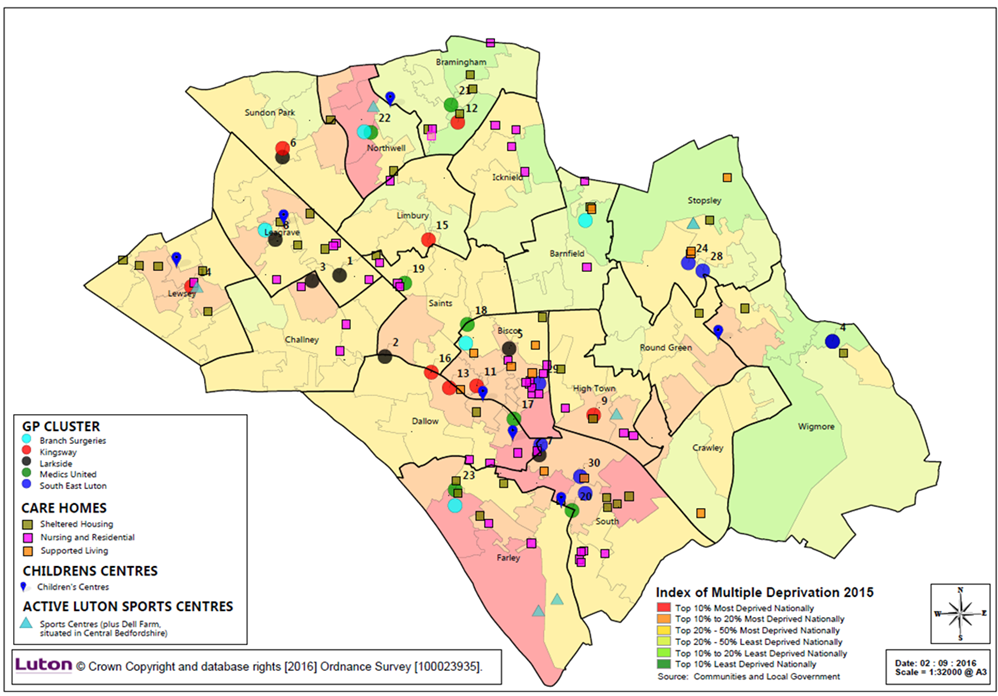 Bramingham
21
12
Sundon Park
22
Northwell
6
Icknield
Stopsley
Limbury
15
8
Leagrave
Barnfield
24
28
4
Lewsey
3
1
19
Saints
18
Biscot
5
Challney
2
Round Green
4
16
13
11
29
High Town
9
17
Dallow
Wigmore
7
Crawley
30
23
20
South
Farley
GP CLUSTER
Branch Surgeries
Kingsway
Larkside
Medics United
South East Luton
CARE HOMES
Sheltered Housing
Nursing and Residential
Supported Living
CHILDRENS CENTRES
Children's Centres
ACTIVE LUTON SPORTS CENTRES
Sports Centres (plus Dell Farm,
situated in Central Bedfordshire)
Index of Multiple Deprivation 2015
Top 10% Most Deprived Nationally
Top 10% to 20% Most Deprived Nationally
Top 20% - 50% Most Deprived Nationally
Top 20% - 50% Least Deprived Nationally
Top 10% to 20% Least Deprived Nationally
Top 10% Least Deprived Nationally
Source: Communities and Local Government
N
W E
S
Luton © Crown Copyright and database rights [2016] Ordnance Survey [100023935].
Date: 02 : 09 : 2016
Scale = 1:32000 @ A3